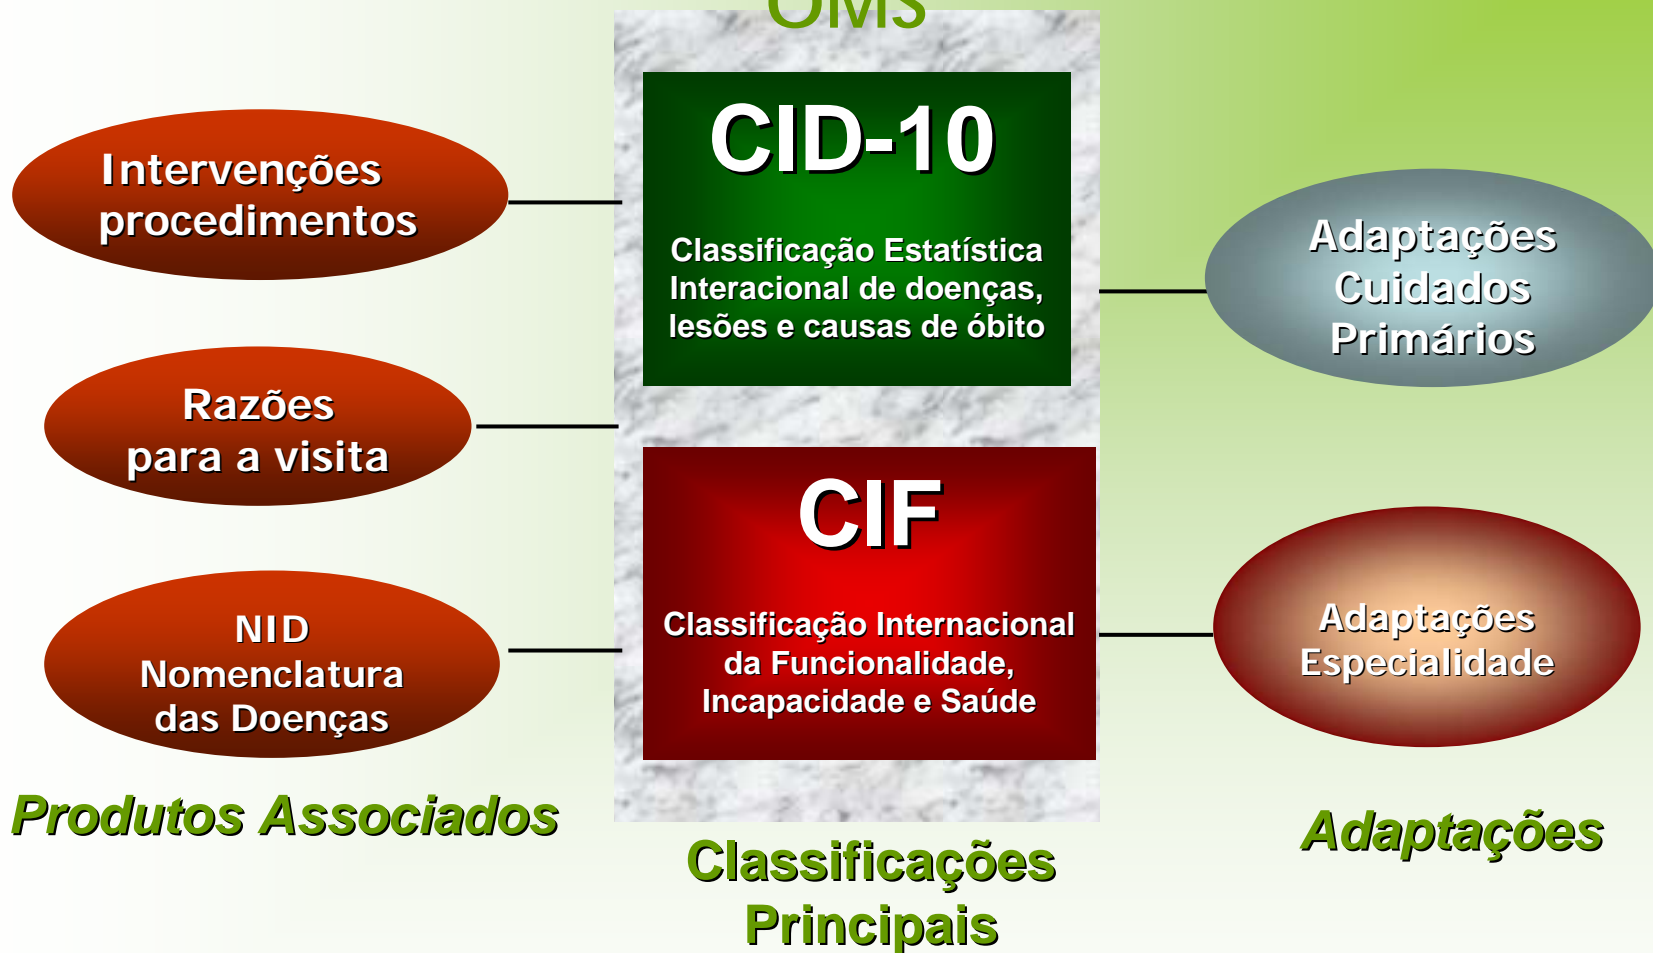 OMS
CID-10
Classificação Estatística
Interacional de doenças,
lesões e causas de óbito
CIF
Classificação Internacional
da Funcionalidade,
Incapacidade e Saúde
Classificações
Principais
Intervenções
procedimentos
Razões
para a visita
NID
Nomenclatura
das Doenças
Produtos Associados
Adaptações
Cuidados
Primários
Adaptações
Especialidade
Adaptações